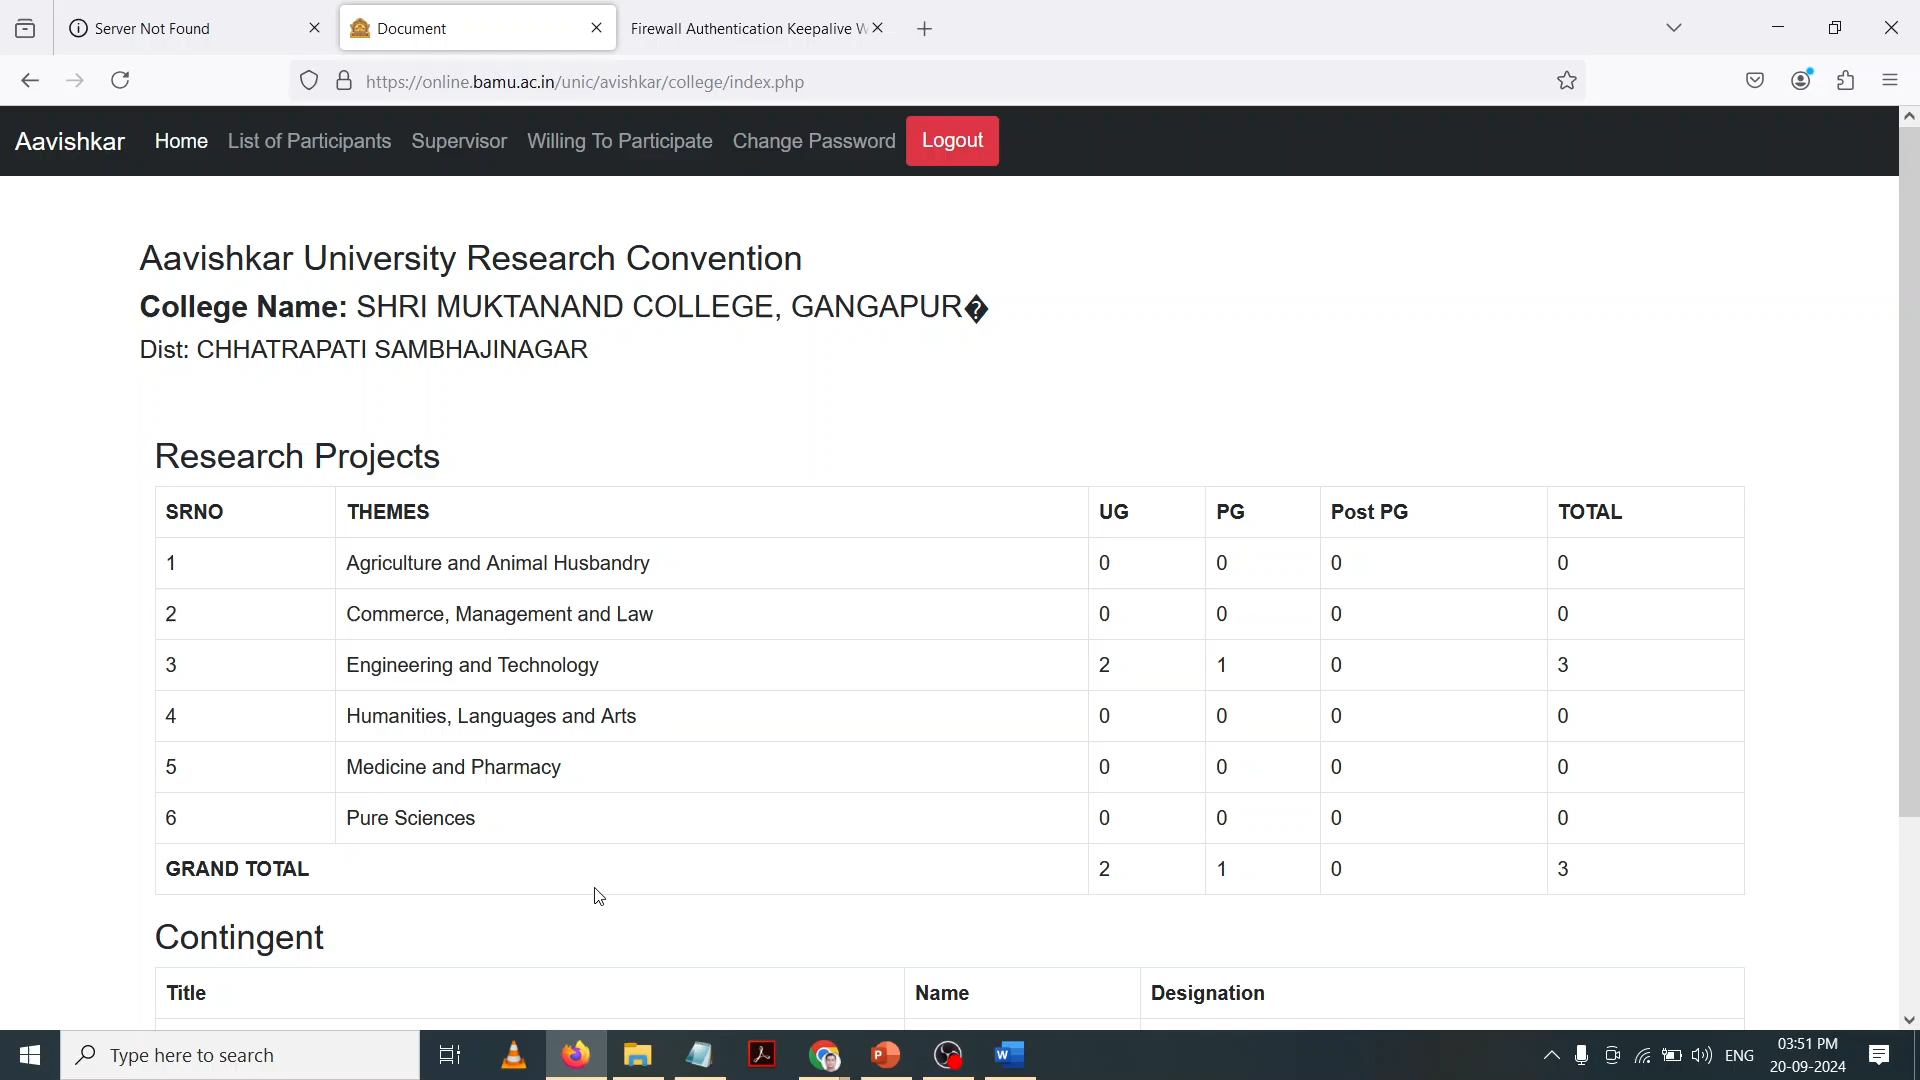 Server Not Found
Document
Firewall Authentication Keepalive W
https://online.bamu.ac.in/unic/avishkar/college/index.php
Aavishkar Home List of Participants Supervisor Willing To Participate Change Password Logout
Aavishkar University Research Convention
College Name: SHRI MUKTANAND COLLEGE, GANGAPUR�
Dist: CHHATRAPATI SAMBHAJINAGAR
Research Projects
SRNO THEMES UG PG Post PG TOTAL
1 Agriculture and Animal Husbandry 0 0 0 0
2 Commerce, Management and Law 0 0 0 0
3 Engineering and Technology 2 1 0 3
4 Humanities, Languages and Arts 0 0 0 0
5 Medicine and Pharmacy 0 0 0 0
6 Pure Sciences 0 0 0 0
GRAND TOTAL 2 1 0 3
Contingent
Title Name Designation
Type here to search
ENG
03:51 PM
20-09-2024